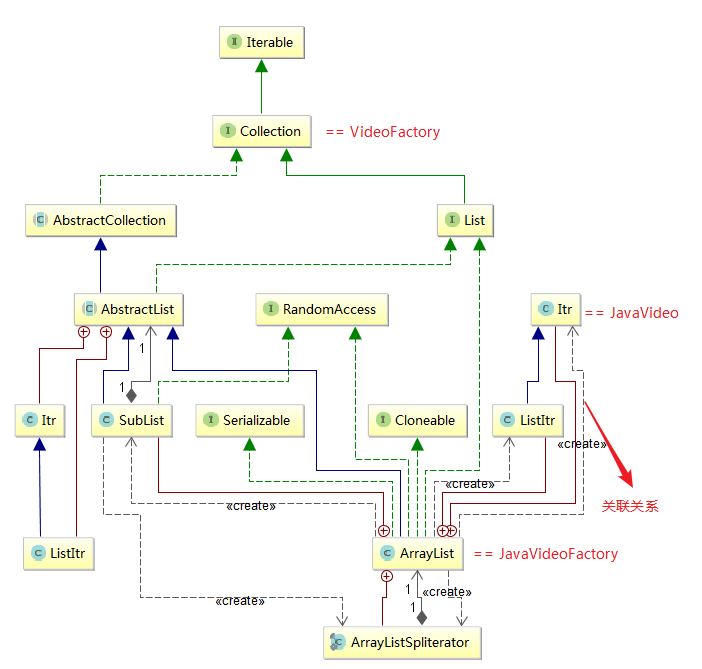 Iterable
Collection
== VideoFactory
AbstractCollection
List
AbstractList
RandomAccess
Itr
== JavaVideo
1
1
Itr
SubList
Serializable
Cloneable
ListItr
«create»
«create»
«create»
关联关系
ListItr
ArrayList
== JavaVideoFactory
1
«create»
«create»
1
ArrayListSpliterator